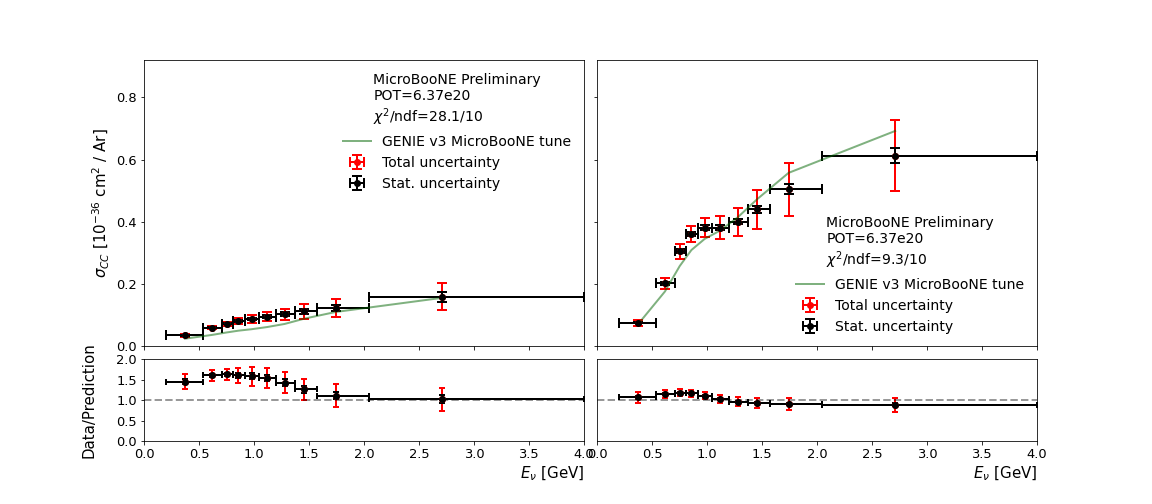 MicroBooNE Preliminary
POT=6.37e20
χ²/ndf=28.1/10
GENIE v3 MicroBooNE tune
Total uncertainty
Stat. uncertainty
σCC [10⁻³⁶ cm² / Ar]
0.8
0.6
0.4
0.2
0.0
MicroBooNE Preliminary
POT=6.37e20
χ²/ndf=9.3/10
GENIE v3 MicroBooNE tune
Total uncertainty
Stat. uncertainty
Data/Prediction
2.0
1.5
1.0
0.5
0.0
0.0 0.5 1.0 1.5 2.0 2.5 3.0 3.5 4.0
Eν [GeV]
0.0 0.5 1.0 1.5 2.0 2.5 3.0 3.5 4.0
Eν [GeV]